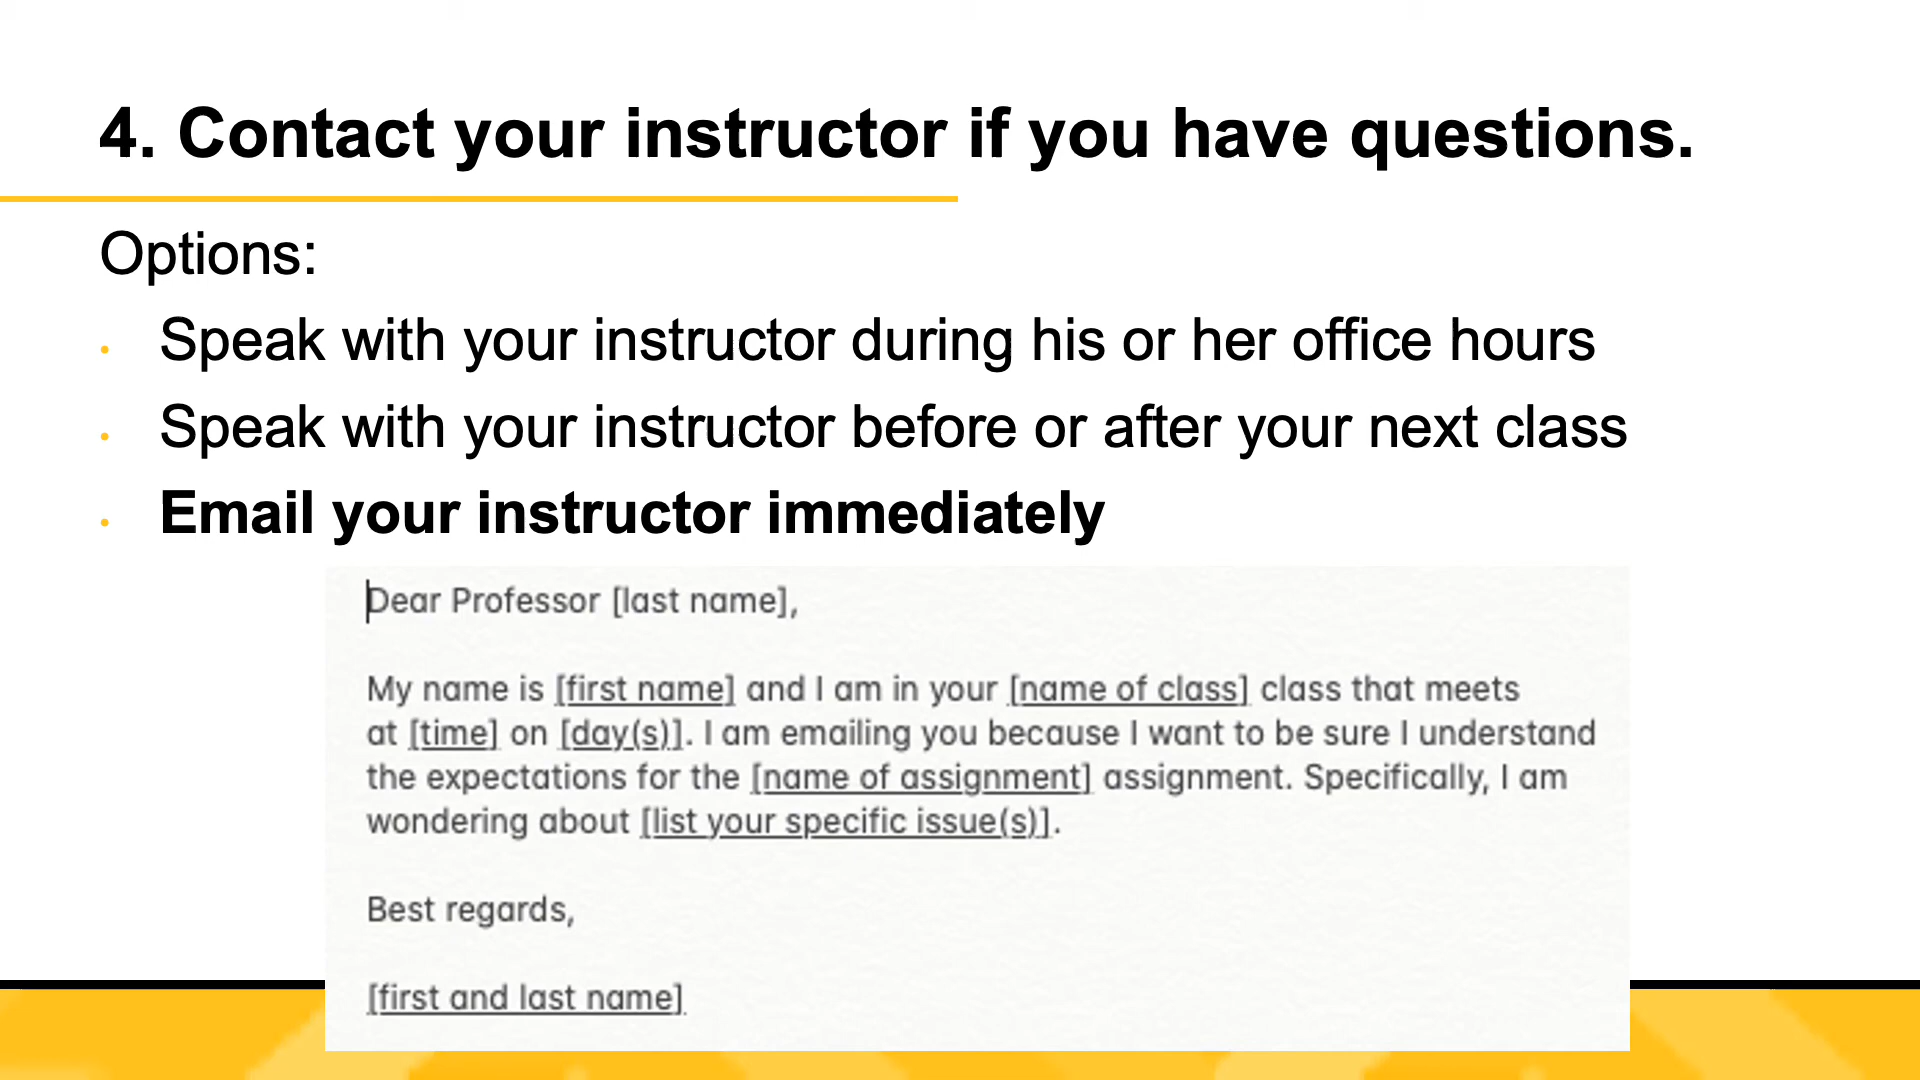 4. Contact your instructor if you have questions.
Options:
• Speak with your instructor during his or her office hours
• Speak with your instructor before or after your next class
• Email your instructor immediately
Dear Professor [last name],
My name is [first name] and I am in your [name of class] class that meets
at [time] on [day(s)]. I am emailing you because I want to be sure I understand
the expectations for the [name of assignment] assignment. Specifically, I am
wondering about [list your specific issue(s)].
Best regards,
[first and last name]